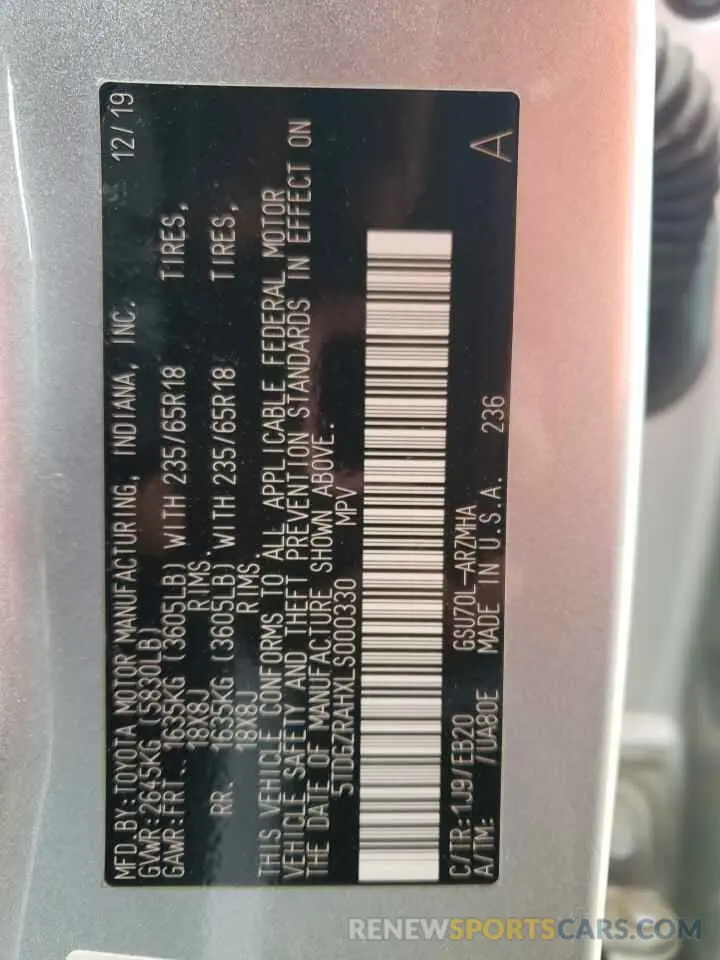 MFD.BY:TOYOTA MOTOR MANUFACTURING, INDIANA, INC. 12/19
GVWR:2645KG (5830LB)
GAWR:FRT. 1635KG (3605LB) WITH 235/65R18 TIRES,
18X8J RIMS.
RR. 1635KG (3605LB) WITH 235/65R18 TIRES,
18X8J RIMS.
THIS VEHICLE CONFORMS TO ALL APPLICABLE FEDERAL MOTOR
VEHICLE SAFETY AND THEFT PREVENTION STANDARDS IN EFFECT ON
THE DATE OF MANUFACTURE SHOWN ABOVE.
5TDGZRAHXLS000330 MPV
C/TR:1J9/EB20 GSU70L-ARZMHA
A/TM: /UA80E MADE IN U.S.A. 236 A
RENEWSPORTSCARS.COM